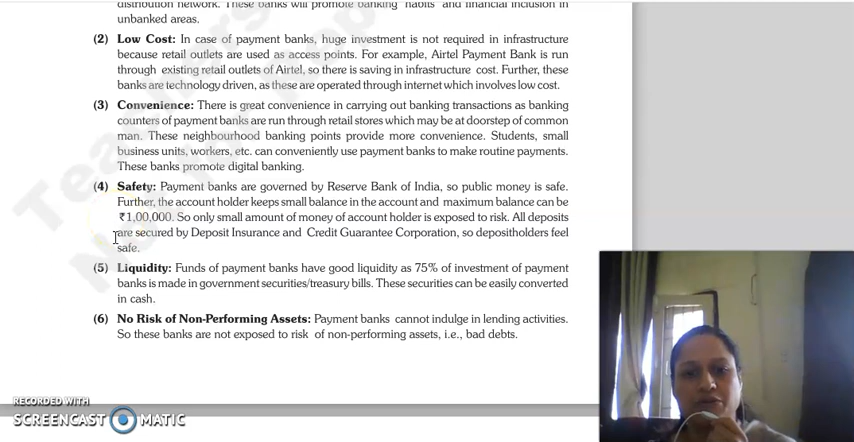 distribution network. These banks will promote banking habits and financial inclusion in
unbanked areas.
(2) Low Cost: In case of payment banks, huge investment is not required in infrastructure
because retail outlets are used as access points. For example, Airtel Payment Bank is run
through existing retail outlets of Airtel, so there is saving in infrastructure cost. Further, these
banks are technology driven, as these are operated through internet which involves low cost.
(3) Convenience: There is great convenience in carrying out banking transactions as banking
counters of payment banks are run through retail stores which may be at doorstep of common
man. These neighbourhood banking points provide more convenience. Students, small
business units, workers, etc. can conveniently use payment banks to make routine payments.
These banks promote digital banking.
(4) Safety: Payment banks are governed by Reserve Bank of India, so public money is safe.
Further, the account holder keeps small balance in the account and maximum balance can be
₹1,00,000. So only small amount of money of account holder is exposed to risk. All deposits
are secured by Deposit Insurance and Credit Guarantee Corporation, so depositholders feel
safe.
(5) Liquidity: Funds of payment banks have good liquidity as 75% of investment of payment
banks is made in government securities/treasury bills. These securities can be easily converted
in cash.
(6) No Risk of Non-Performing Assets: Payment banks cannot indulge in lending activities.
So these banks are not exposed to risk of non-performing assets, i.e., bad debts.
RECORDED WITH
SCREENCAST MATIC